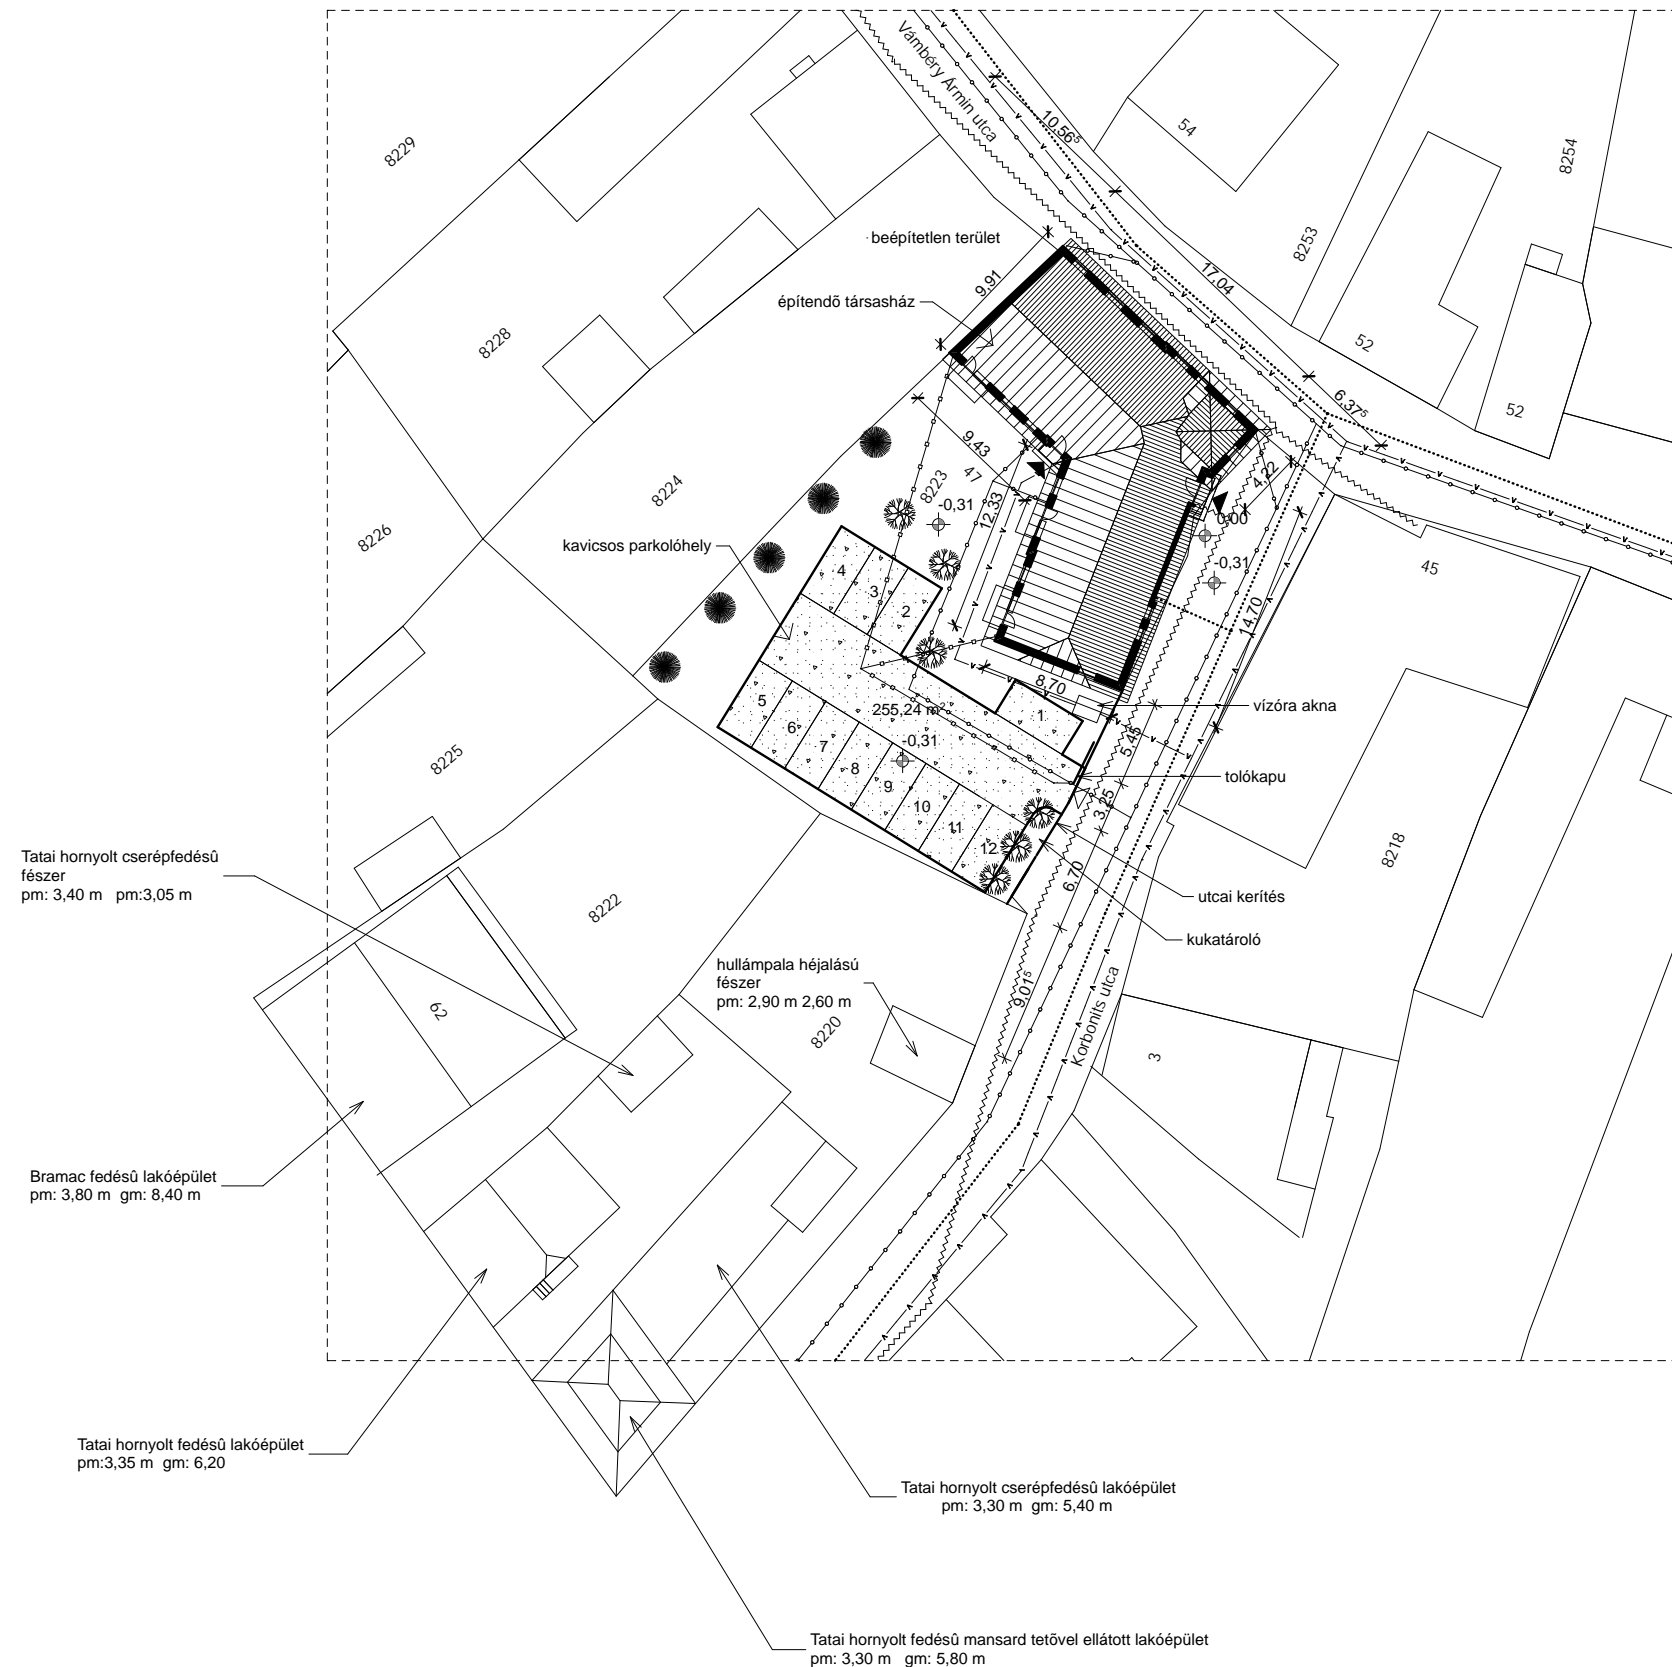 Vámbéry Ármin utca
10,56⁵
54
8254
8229
8253
beépítetlen terület
17,04
9,91
építendõ társasház
8228
52
6,37⁵
52
9,43
47
8223
4,22
-0,31
12,33
0,00
8224
8226
kavicsos parkolóhely
-0,31
45
4
3
2
14,70
8,70
5
255,24 m²
1
vízóra akna
6
-0,31
5,45
7
8225
8
tolókapu
9
3,25
10
11
12
Tatai hornyolt cserépfedésû
fészer
pm: 3,40 m pm:3,05 m
8218
6,70
utcai kerítés
8222
kukatároló
hullámpala héjalású
fészer
pm: 2,90 m 2,60 m
9,01⁵
62
8220
Korbonits utca
3
Bramac fedésû lakóépület
pm: 3,80 m gm: 8,40 m
Tatai hornyolt fedésû lakóépület
pm:3,35 m gm: 6,20
Tatai hornyolt cserépfedésû lakóépület
pm: 3,30 m gm: 5,40 m
Tatai hornyolt fedésû mansard tetõvel ellátott lakóépület
pm: 3,30 m gm: 5,80 m